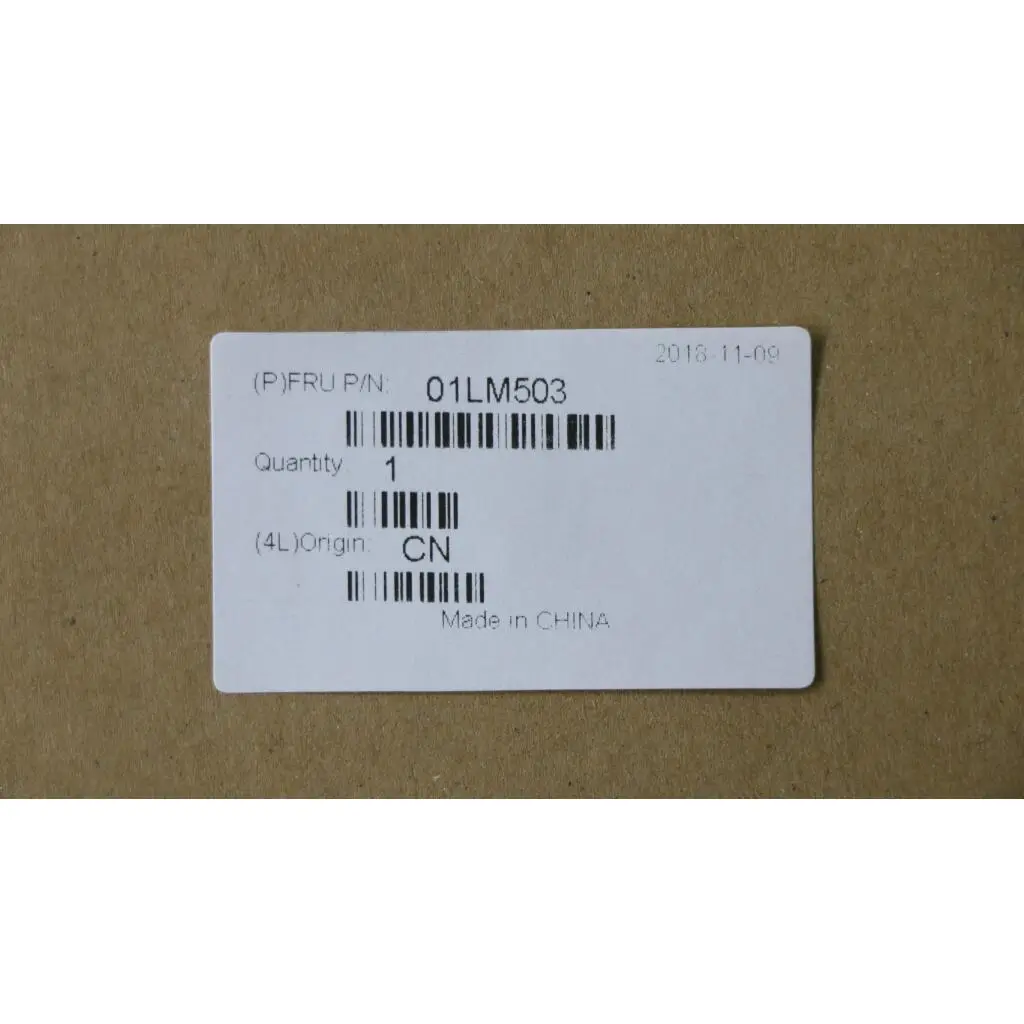 2018-11-09
(P)FRU P/N: 01LM503
Quantity 1
(4L)Origin: CN
Made in CHINA